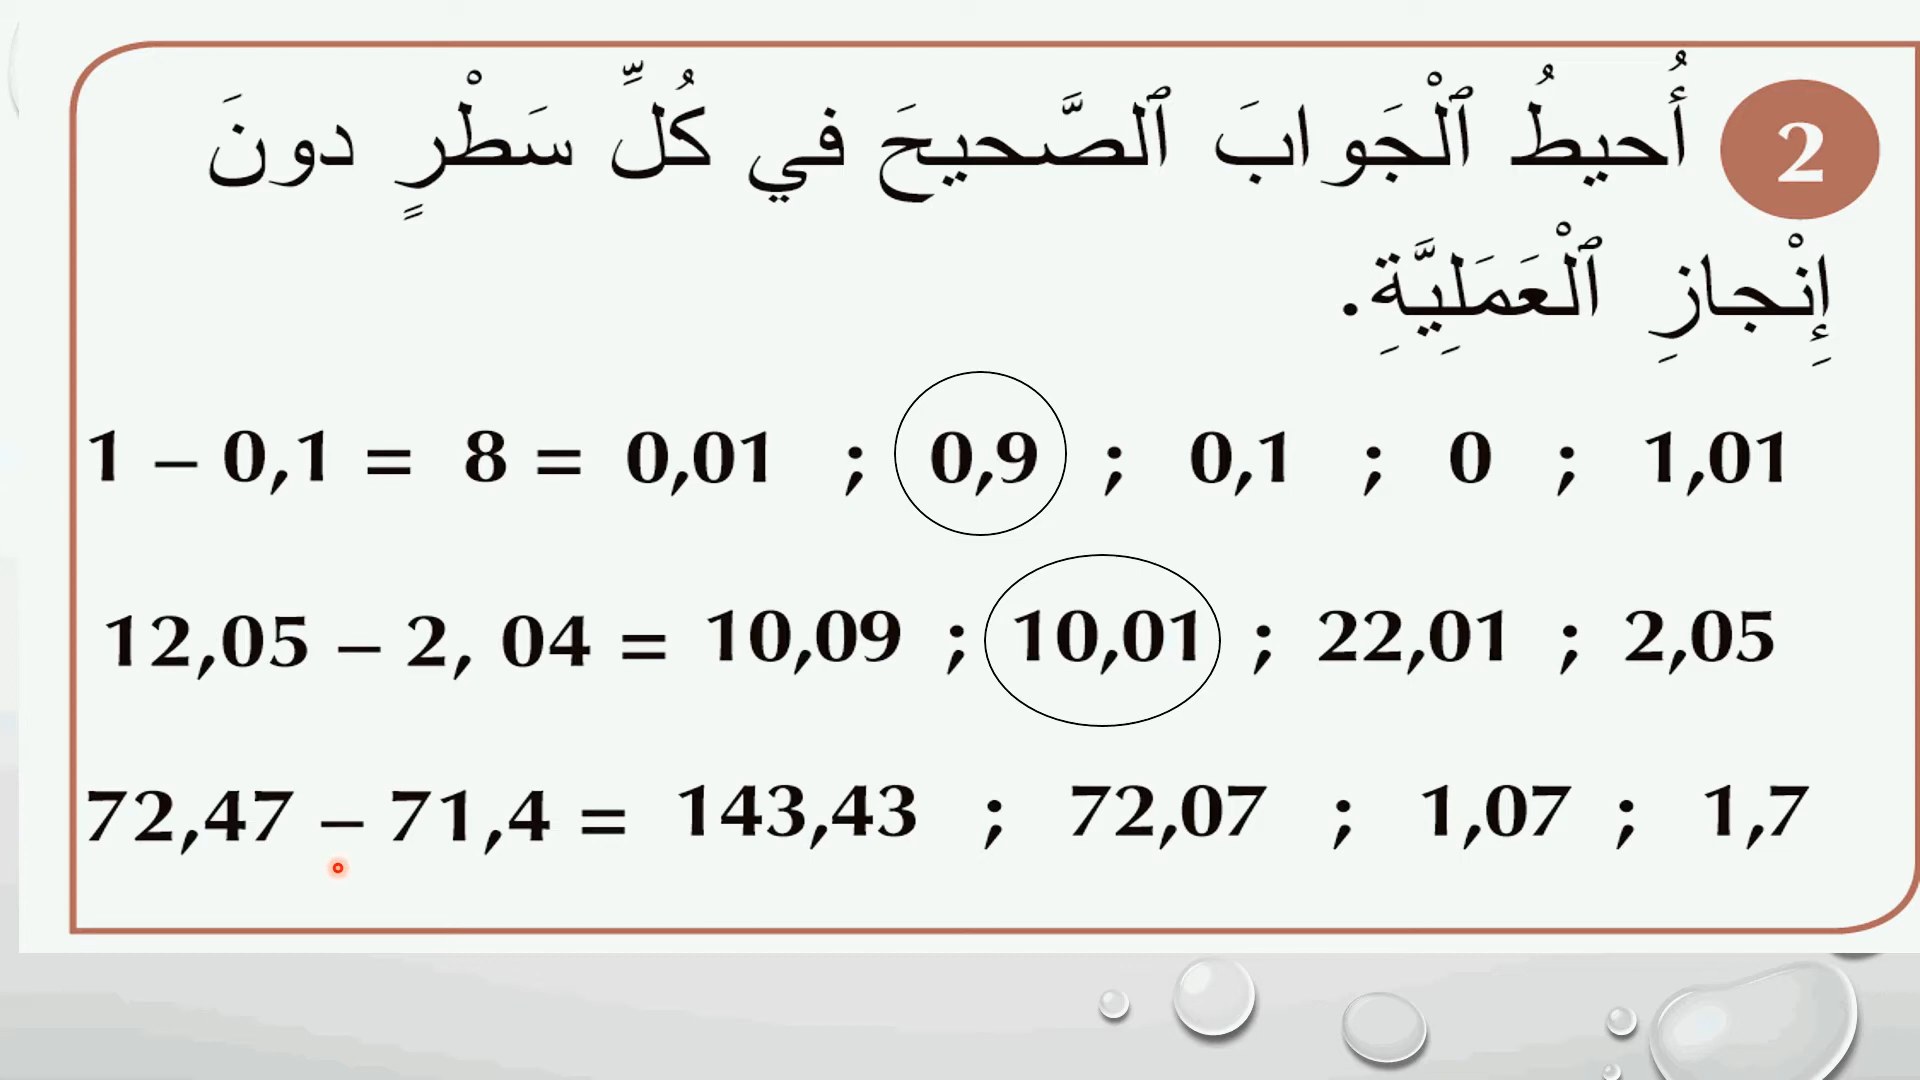 2 أُحيطُ ٱلْجَوابَ ٱلصَّحيحَ في كُلِّ سَطْرٍ دونَ
إِنْجازِ ٱلْعَمَلِيَّةِ.
1 – 0,1 = 8 = 0,01 ; 0,9 ; 0,1 ; 0 ; 1,01
12,05 – 2, 04 = 10,09 ; 10,01 ; 22,01 ; 2,05
72,47 – 71,4 = 143,43 ; 72,07 ; 1,07 ; 1,7